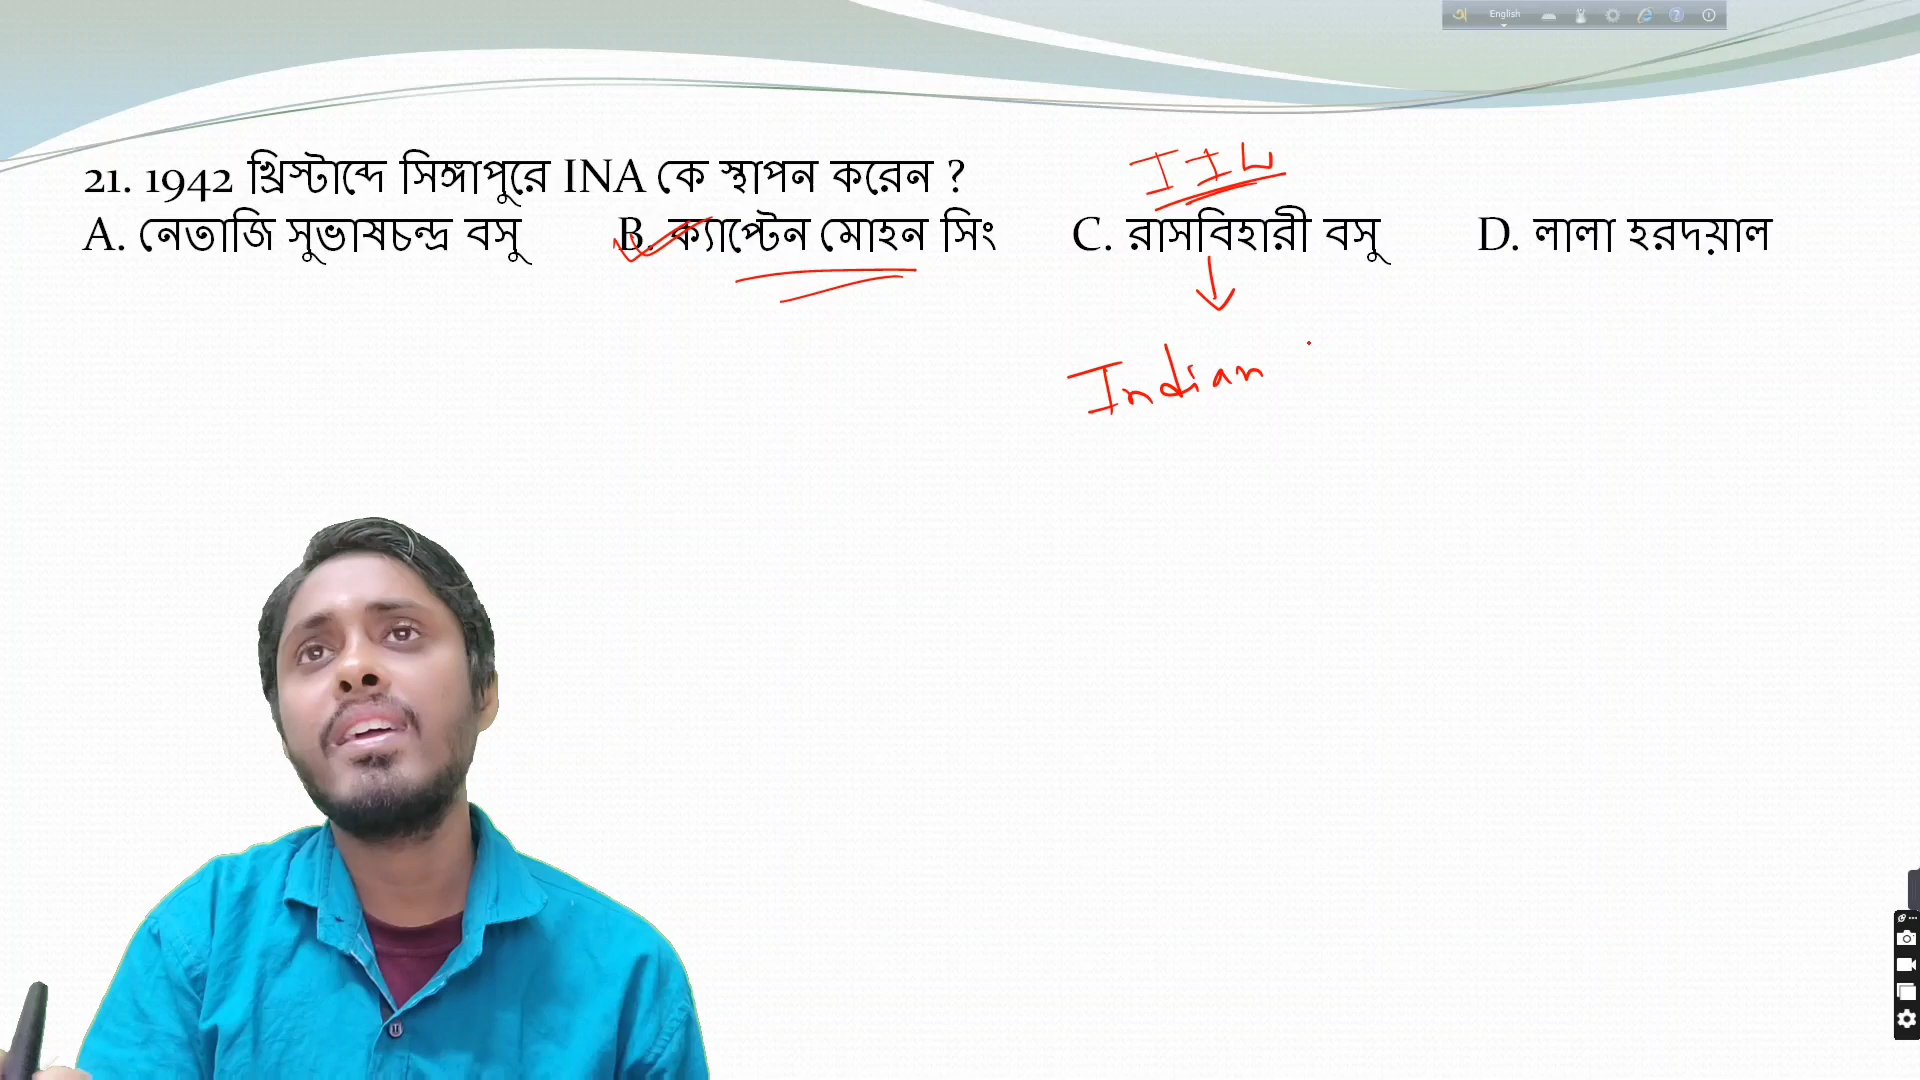 English
21. 1942 খ্রিস্টাব্দে সিঙ্গাপুরে INA কে স্থাপন করেন ?
IIL
A. নেতাজি সুভাষচন্দ্র বসু B. ক্যাপ্টেন মোহন সিং C. রাসবিহারী বসু D. লালা হরদয়াল
Indian